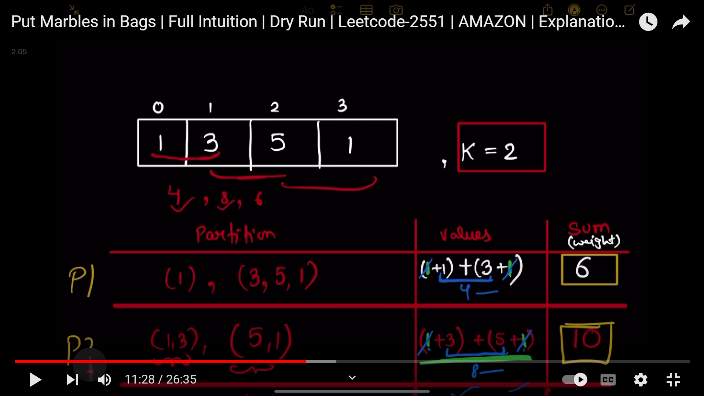 Put Marbles in Bags | Full Intuition | Dry Run | Leetcode-2551 | AMAZON | Explanatio...
2.05
0 1 2 3
1 3 5 1
, K = 2
4, 8, 6
Partition values Sum
(weight)
P1 (1), (3,5,1) (1+1) + (3+1) 6
4
P2 (1,3), (5,1) (1+3) + (5+1) 10
8
11:28 / 26:35
CC